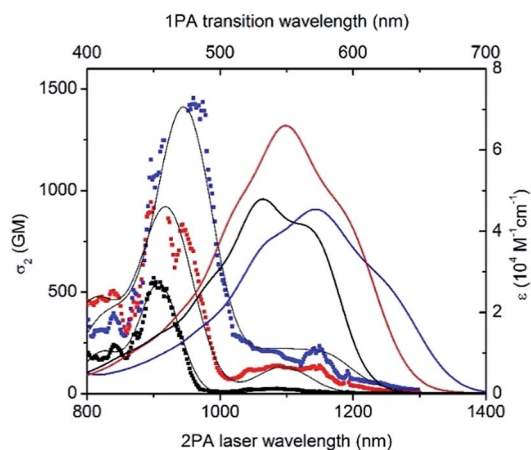 1PA transition wavelength (nm)
400 500 600 700
1500
1000
500
0
σ₂ (GM)
8
6
4
2
0
ε (10⁴ M⁻¹cm⁻¹)
800 1000 1200 1400
2PA laser wavelength (nm)